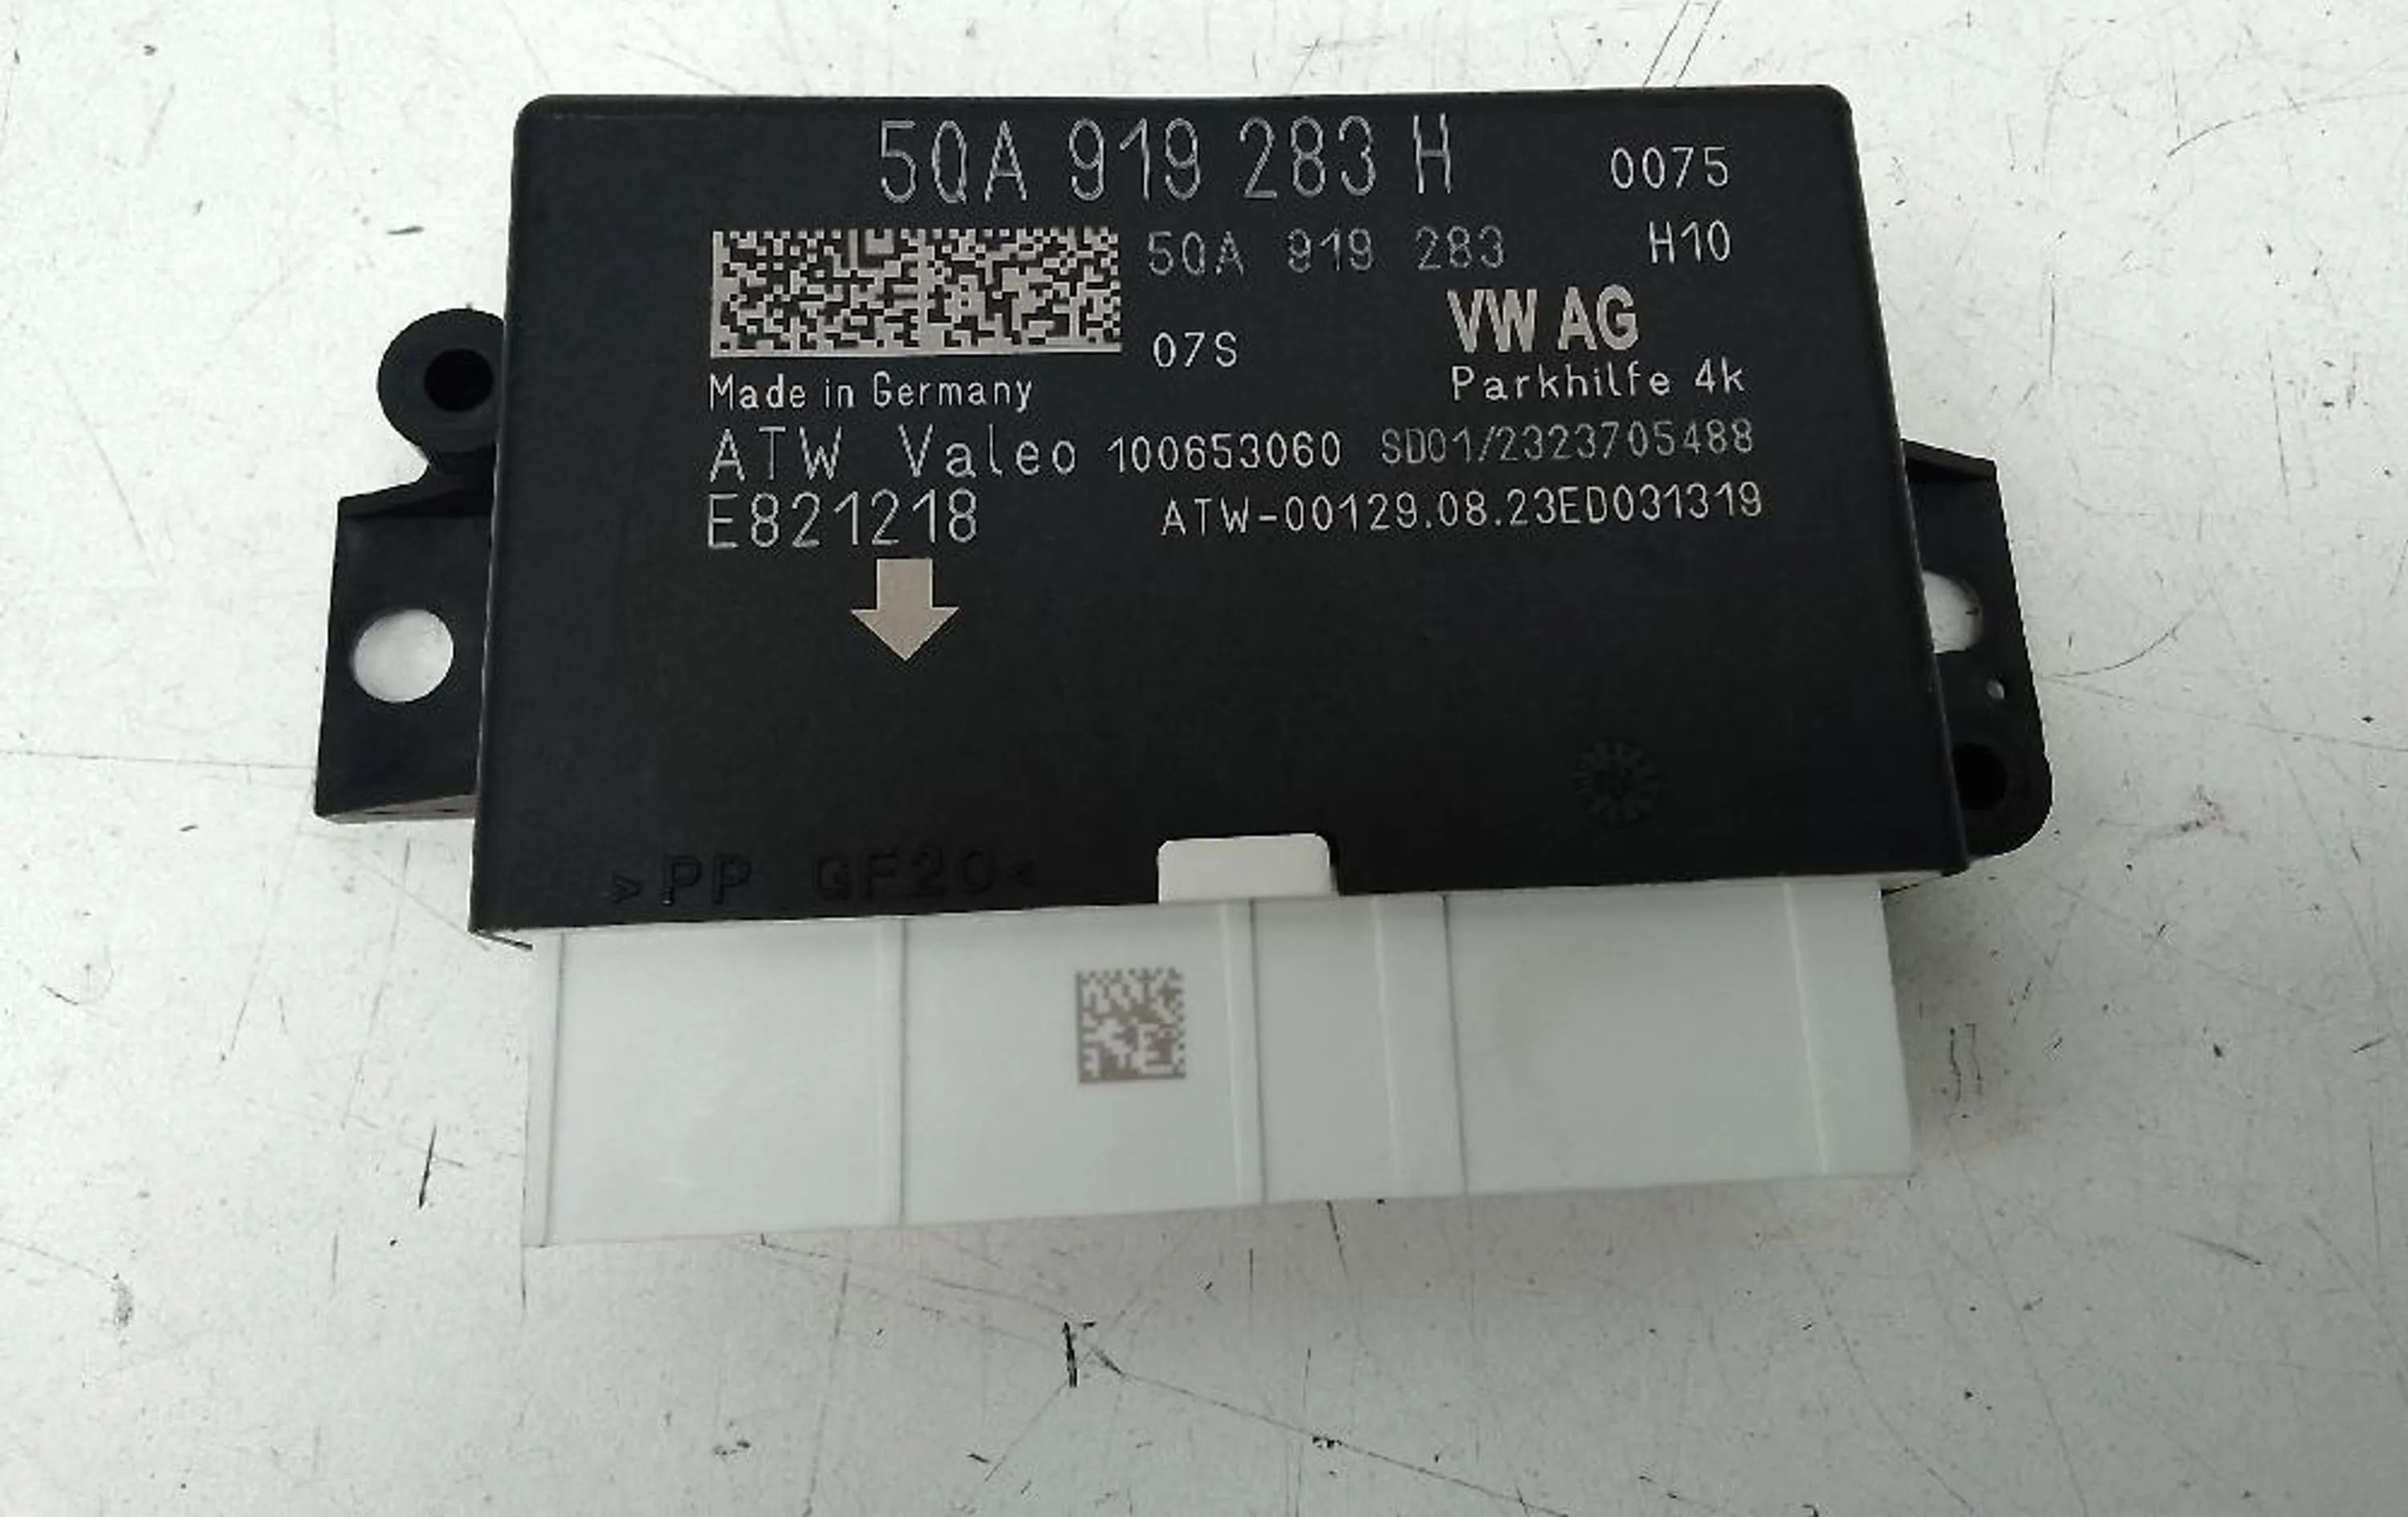 5QA 919 283 H 0075
5QA 919 283 H10
07S VW AG
Made in Germany Parkhilfe 4k
ATW Valeo 100653060 SD01/2323705488
E821218 ATW-00129.08.23ED031319
>PP GF20<